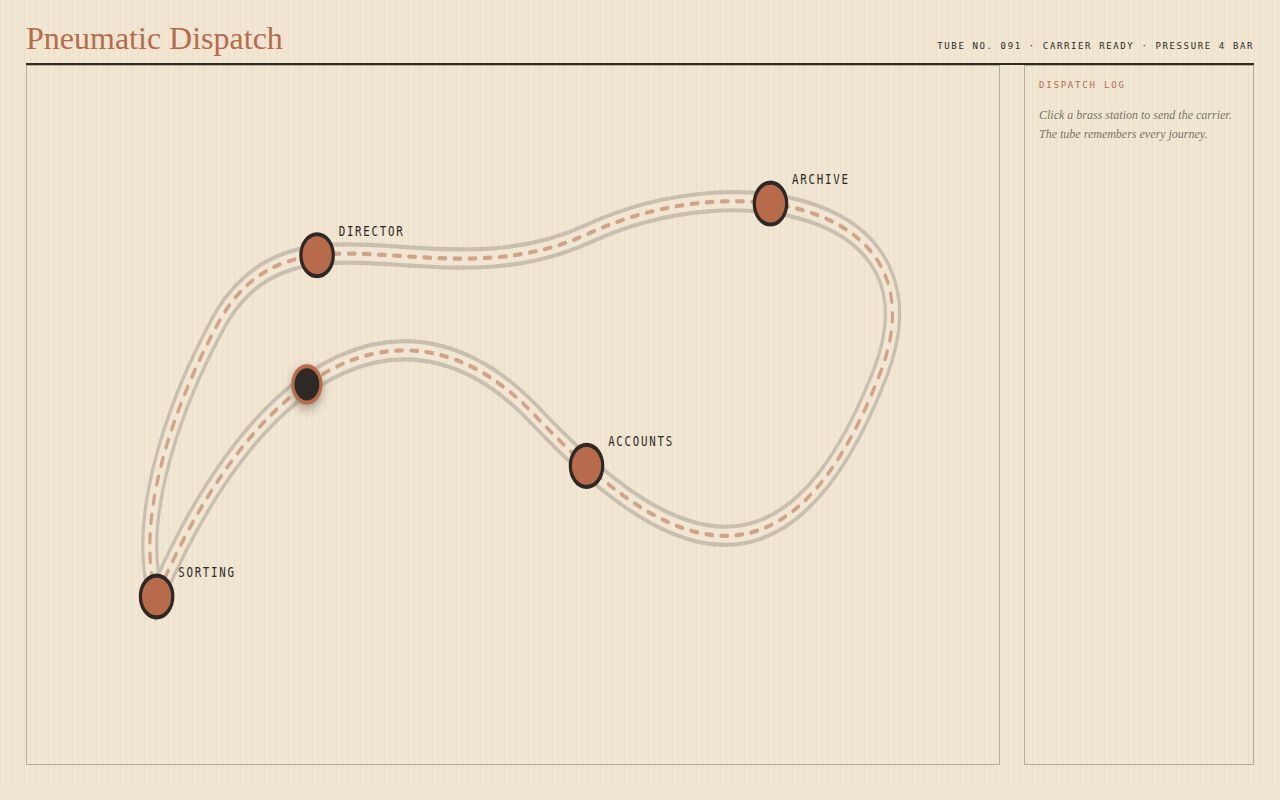 Pneumatic Dispatch
TUBE NO. 091 · CARRIER READY · PRESSURE 4 BAR
DISPATCH LOG
Click a brass station to send the carrier.
The tube remembers every journey.
ARCHIVE
DIRECTOR
ACCOUNTS
SORTING